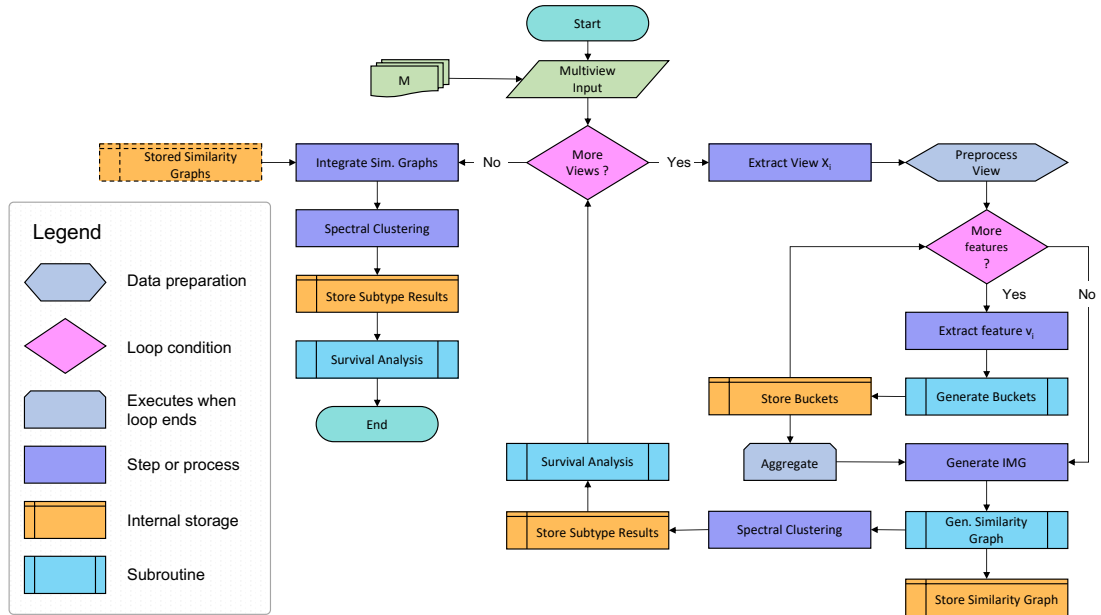 Start
M
Multiview
Input
Stored Similarity
Graphs
Integrate Sim. Graphs
No
More
Views ?
Yes
Extract View Xi
Preprocess
View
Spectral Clustering
Store Subtype Results
Survival Analysis
End
More
features
?
Yes
No
Extract feature vi
Generate Buckets
Store Buckets
Aggregate
Generate IMG
Gen. Similarity
Graph
Store Similarity Graph
Spectral Clustering
Store Subtype Results
Survival Analysis
Legend
Data preparation
Loop condition
Executes when
loop ends
Step or process
Internal storage
Subroutine